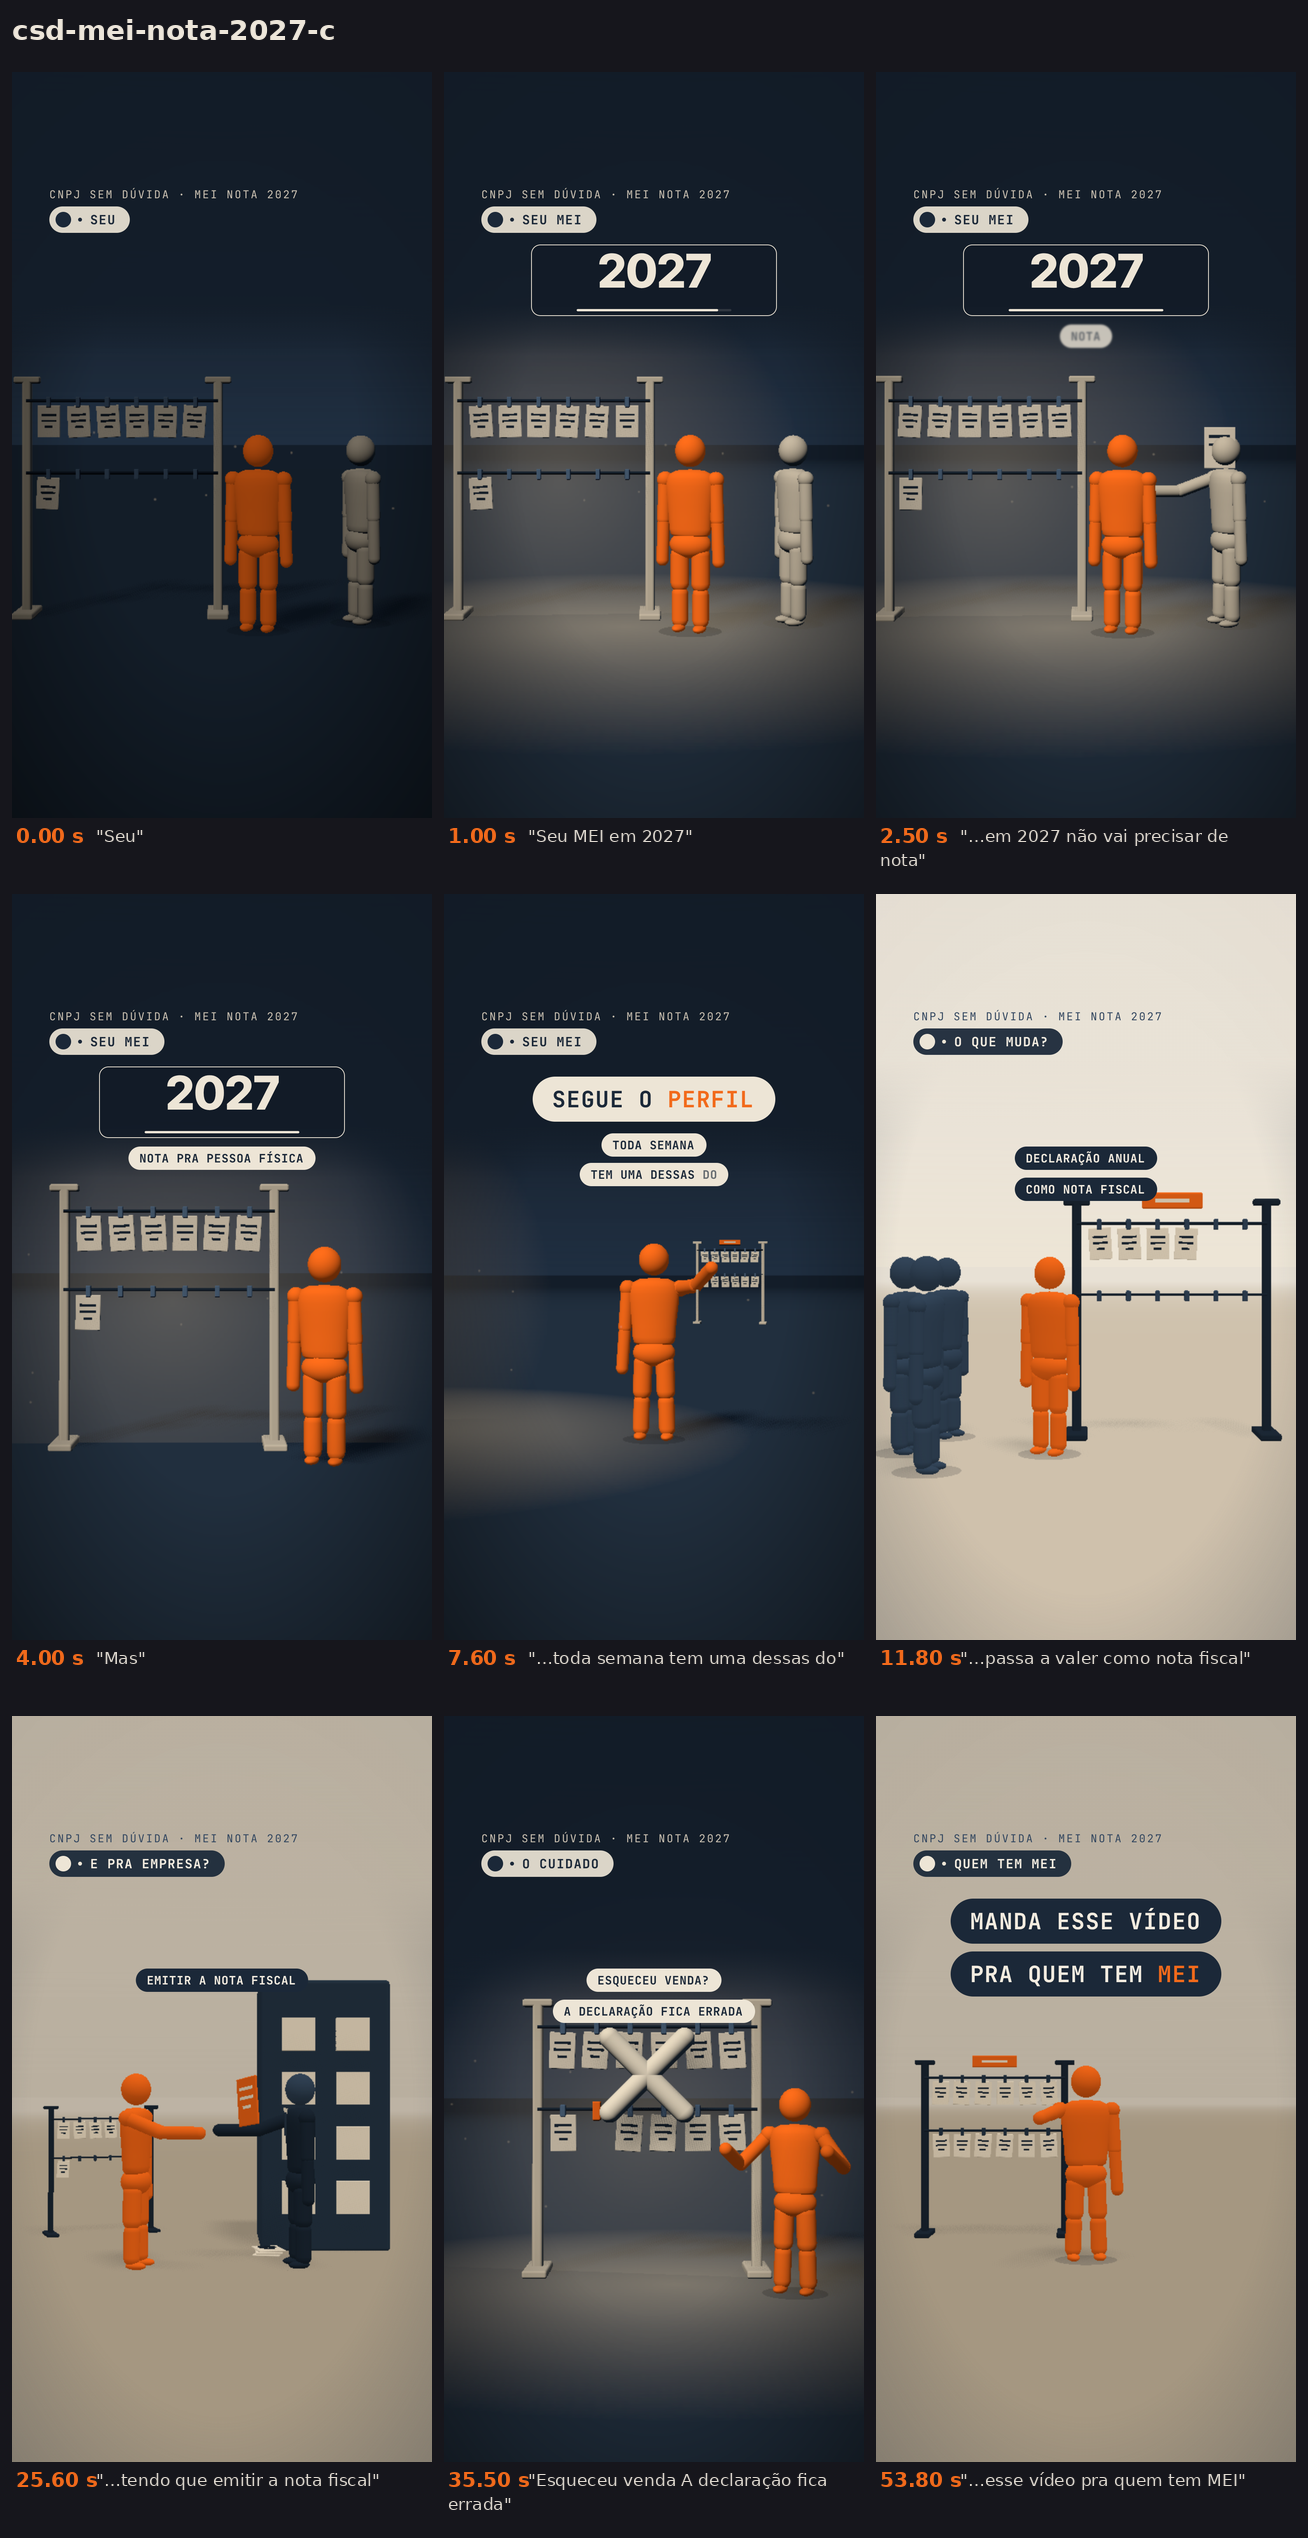 csd-mei-nota-2027-c
CNPJ SEM DÚVIDA · MEI NOTA 2027
• SEU
0.00 s "Seu"
CNPJ SEM DÚVIDA · MEI NOTA 2027
• SEU MEI
2027
1.00 s "Seu MEI em 2027"
CNPJ SEM DÚVIDA · MEI NOTA 2027
• SEU MEI
2027
NOTA
2.50 s "...em 2027 não vai precisar de
nota"
CNPJ SEM DÚVIDA · MEI NOTA 2027
• SEU MEI
2027
NOTA PRA PESSOA FÍSICA
4.00 s "Mas"
CNPJ SEM DÚVIDA · MEI NOTA 2027
• SEU MEI
SEGUE O PERFIL
TODA SEMANA
TEM UMA DESSAS DO
7.60 s "...toda semana tem uma dessas do"
CNPJ SEM DÚVIDA · MEI NOTA 2027
• O QUE MUDA?
DECLARAÇÃO ANUAL
COMO NOTA FISCAL
11.80 s "...passa a valer como nota fiscal"
CNPJ SEM DÚVIDA · MEI NOTA 2027
• E PRA EMPRESA?
EMITIR A NOTA FISCAL
25.60 s "...tendo que emitir a nota fiscal"
CNPJ SEM DÚVIDA · MEI NOTA 2027
• O CUIDADO
ESQUECEU VENDA?
A DECLARAÇÃO FICA ERRADA
35.50 s "Esqueceu venda A declaração fica
errada"
CNPJ SEM DÚVIDA · MEI NOTA 2027
• QUEM TEM MEI
MANDA ESSE VÍDEO
PRA QUEM TEM MEI
53.80 s "...esse vídeo pra quem tem MEI"